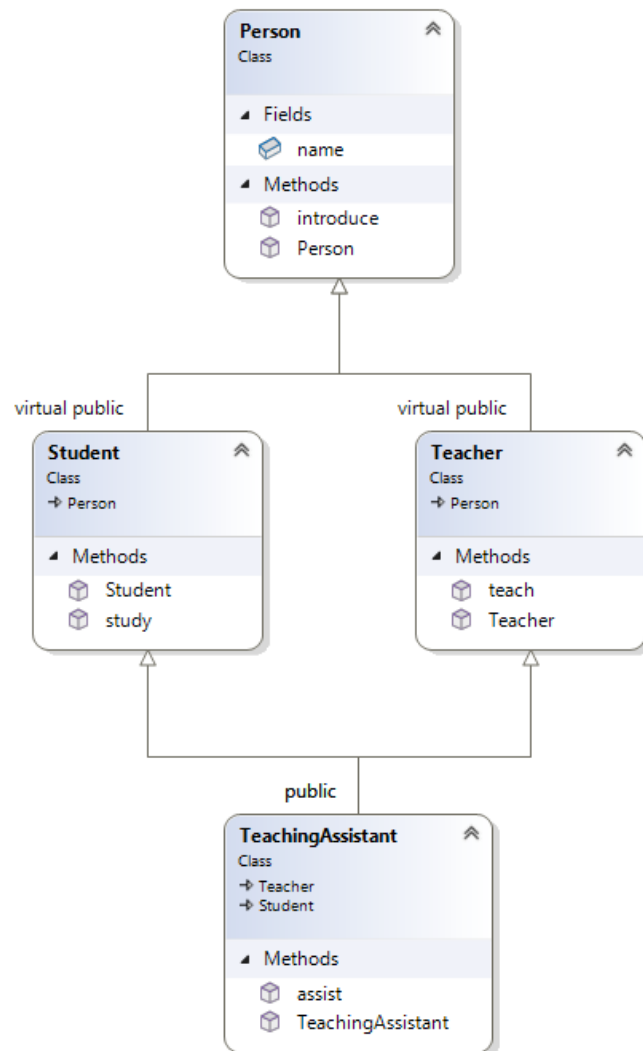 Person
Class
Fields
name
Methods
introduce
Person
virtual public
virtual public
Student
Class
Person
Methods
Student
study
Teacher
Class
Person
Methods
teach
Teacher
public
TeachingAssistant
Class
Teacher
Student
Methods
assist
TeachingAssistant